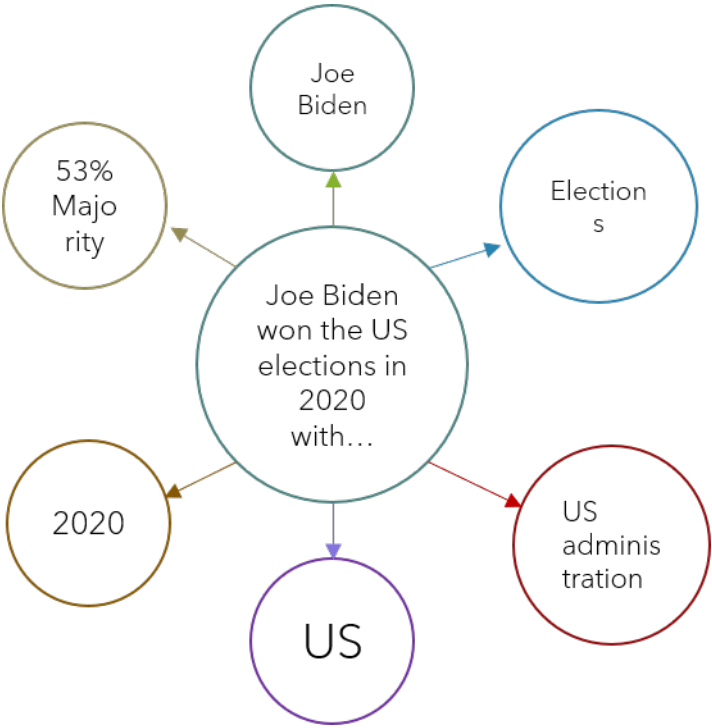 Joe
Biden
53%
Majo
rity
Election
s
Joe Biden
won the US
elections in
2020
with…
2020
US
adminis
tration
US